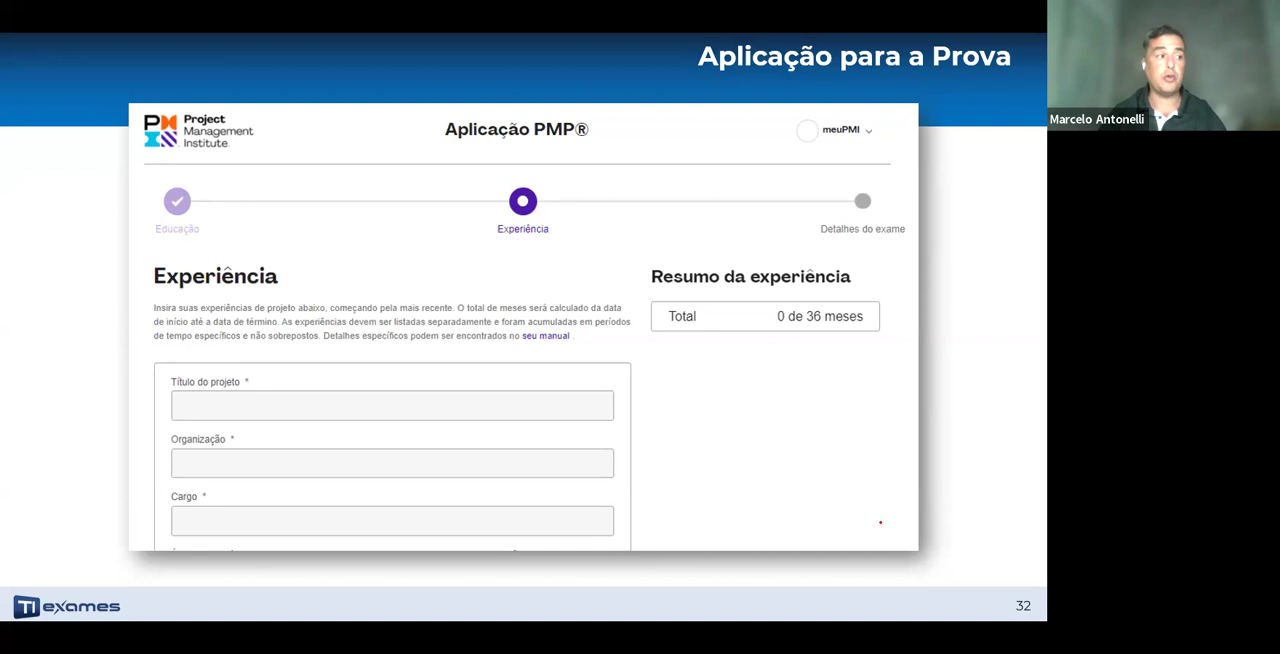 Aplicação para a Prova
Marcelo Antonelli
Project
Management
Institute.
Aplicação PMP®
meuPMI
Educação
Experiência
Detalhes do exame
Experiência
Insira suas experiências de projeto abaixo, começando pela mais recente. O total de meses será calculado da data
de início até a data de término. As experiências devem ser listadas separadamente e foram acumuladas em períodos
de tempo específicos e não sobrepostos. Detalhes específicos podem ser encontrados no seu manual .
Resumo da experiência
Total 0 de 36 meses
Título do projeto *
Organização *
Cargo *
TI exames
32